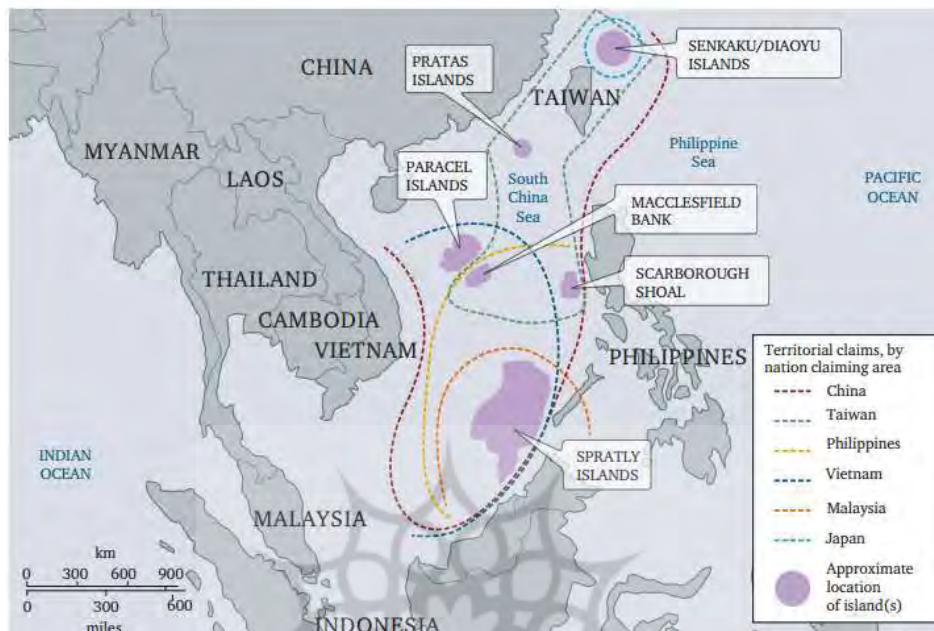 CHINA
PRATAS
ISLANDS
SENKAKU/DIAOYU
ISLANDS
TAIWAN
MYANMAR
LAOS
PARACEL
ISLANDS
South
China
Sea
Philippine
Sea
PACIFIC
OCEAN
MACCLESFIELD
BANK
THAILAND
SCARBOROUGH
SHOAL
CAMBODIA
VIETNAM
PHILIPPINES
Territorial claims, by
nation claiming area
China
Taiwan
Philippines
Vietnam
Malaysia
Japan
Approximate
location
of island(s)
INDIAN
OCEAN
SPRATLY
ISLANDS
MALAYSIA
km
0 300 600 900
0 300 600
miles
INDONESIA